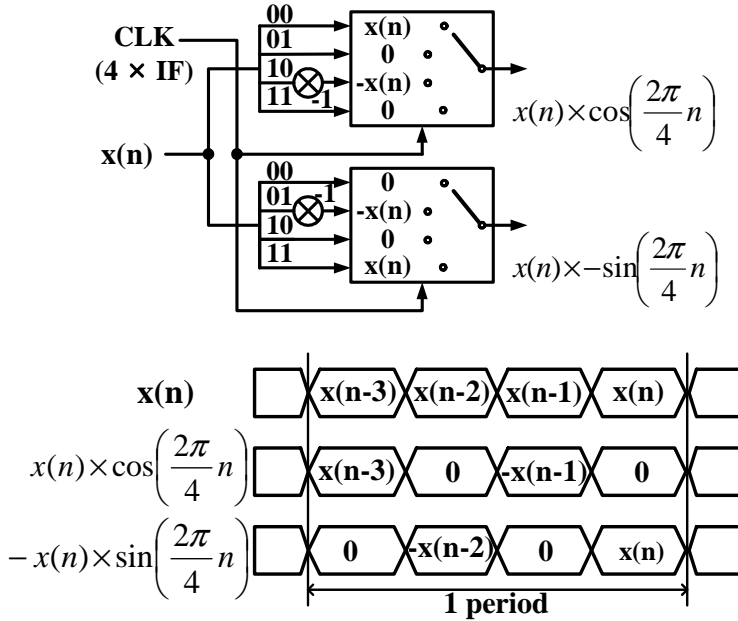 CLK
(4 × IF)
x(n)
00
01
10
11
-1
x(n)
0
-x(n)
0
x(n)×cos(2π/4 n)
00
01
10
11
-1
0
-x(n)
0
x(n)
x(n)×−sin(2π/4 n)
x(n) x(n-3) x(n-2) x(n-1) x(n)
x(n)×cos(2π/4 n) x(n-3) 0 -x(n-1) 0
−x(n)×sin(2π/4 n) 0 -x(n-2) 0 x(n)
1 period